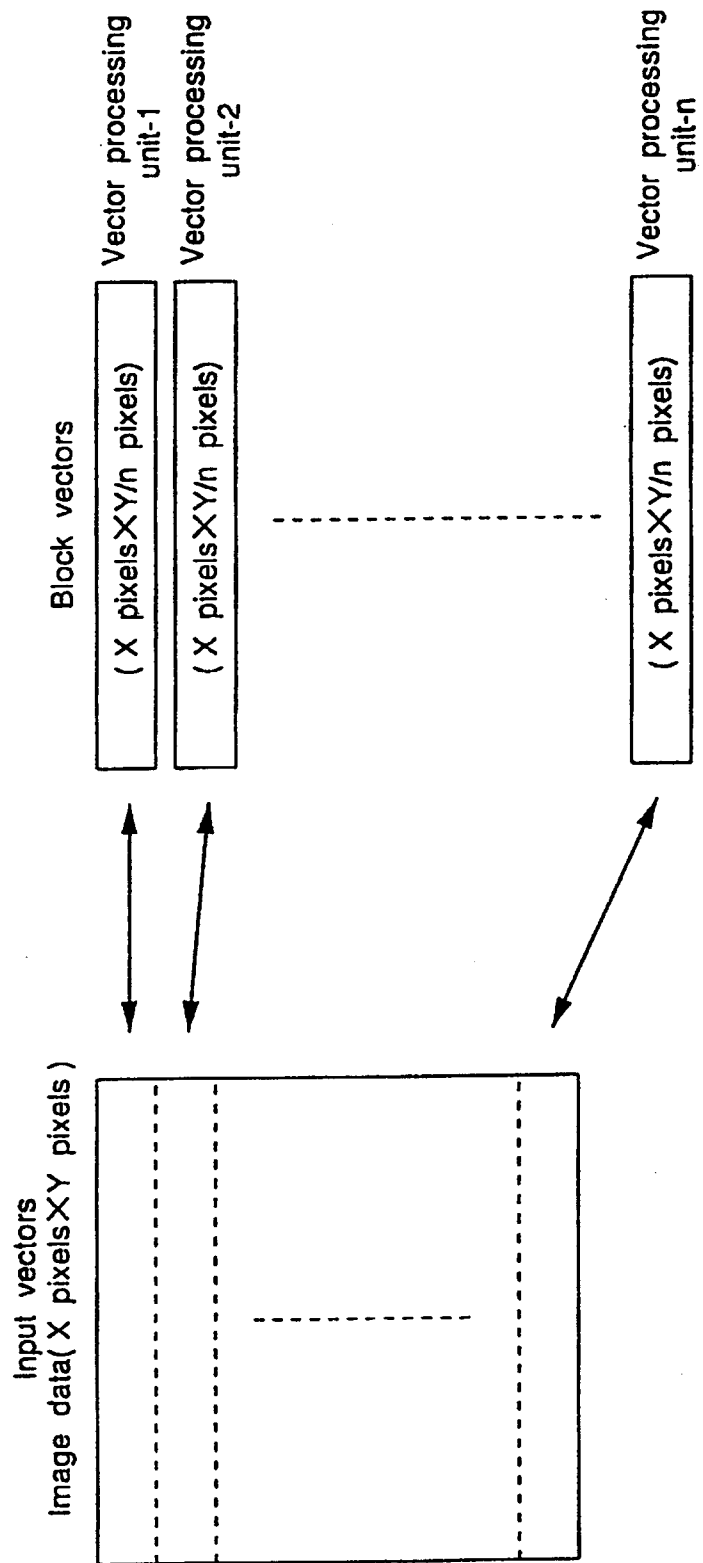 Input vectors
Image data( X pixels✕Y pixels)
Block vectors
( X pixels✕Y/n pixels)
Vector processing
unit-1
( X pixels✕Y/n pixels)
Vector processing
unit-2
( X pixels✕Y/n pixels)
Vector processing
unit-n